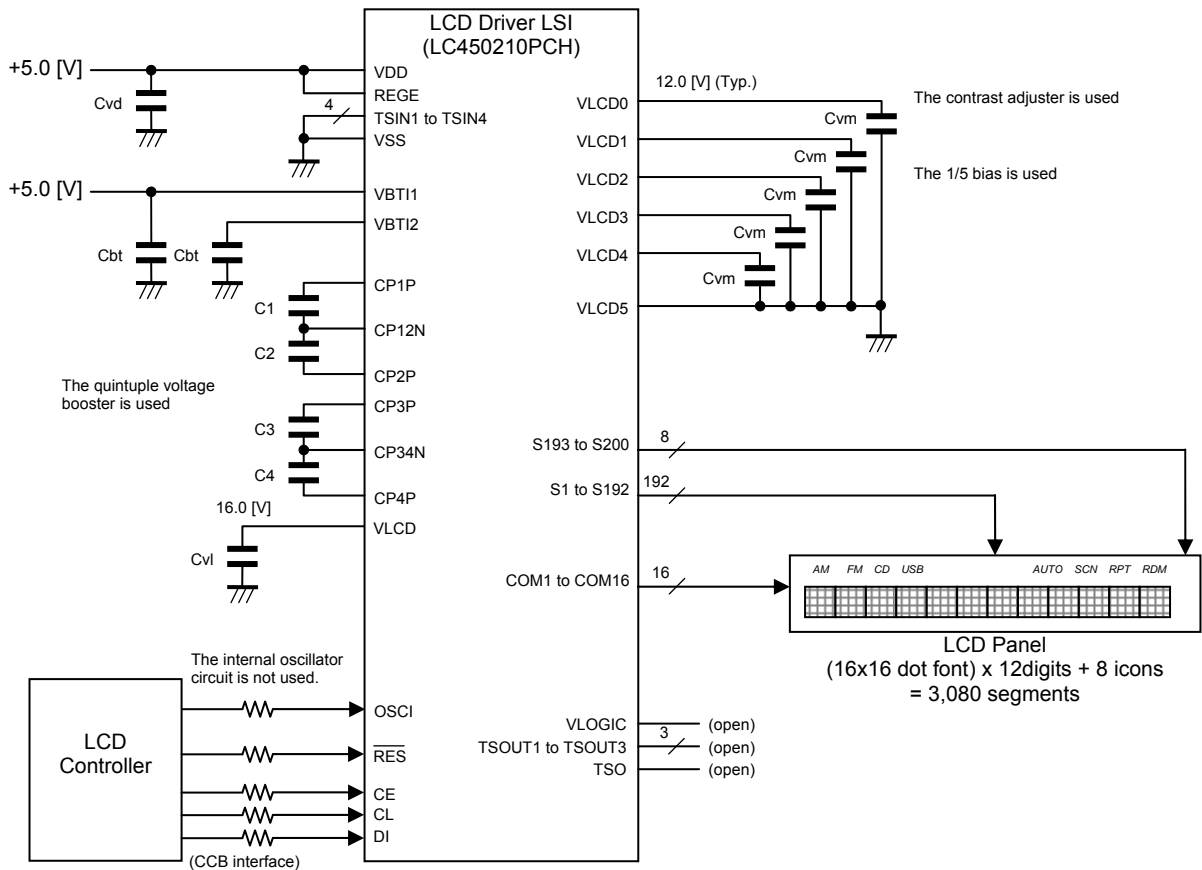 LCD Driver LSI
(LC450210PCH)
+5.0 [V]
Cvd
VDD
REGE
4
TSIN1 to TSIN4
VSS
+5.0 [V]
VBTI1
VBTI2
Cbt
Cbt
CP1P
C1
CP12N
C2
CP2P
The quintuple voltage
booster is used
CP3P
C3
CP34N
C4
CP4P
16.0 [V]
VLCD
Cvl
The internal oscillator
circuit is not used.
LCD
Controller
OSCI
RES
CE
CL
DI
(CCB interface)
12.0 [V] (Typ.)
VLCD0
Cvm
The contrast adjuster is used
VLCD1
Cvm
The 1/5 bias is used
VLCD2
Cvm
VLCD3
Cvm
VLCD4
Cvm
VLCD5
S193 to S200
8
S1 to S192
192
COM1 to COM16
16
AM FM CD USB AUTO SCN RPT RDM
LCD Panel
(16x16 dot font) x 12digits + 8 icons
= 3,080 segments
VLOGIC
(open)
3
TSOUT1 to TSOUT3
(open)
TSO
(open)